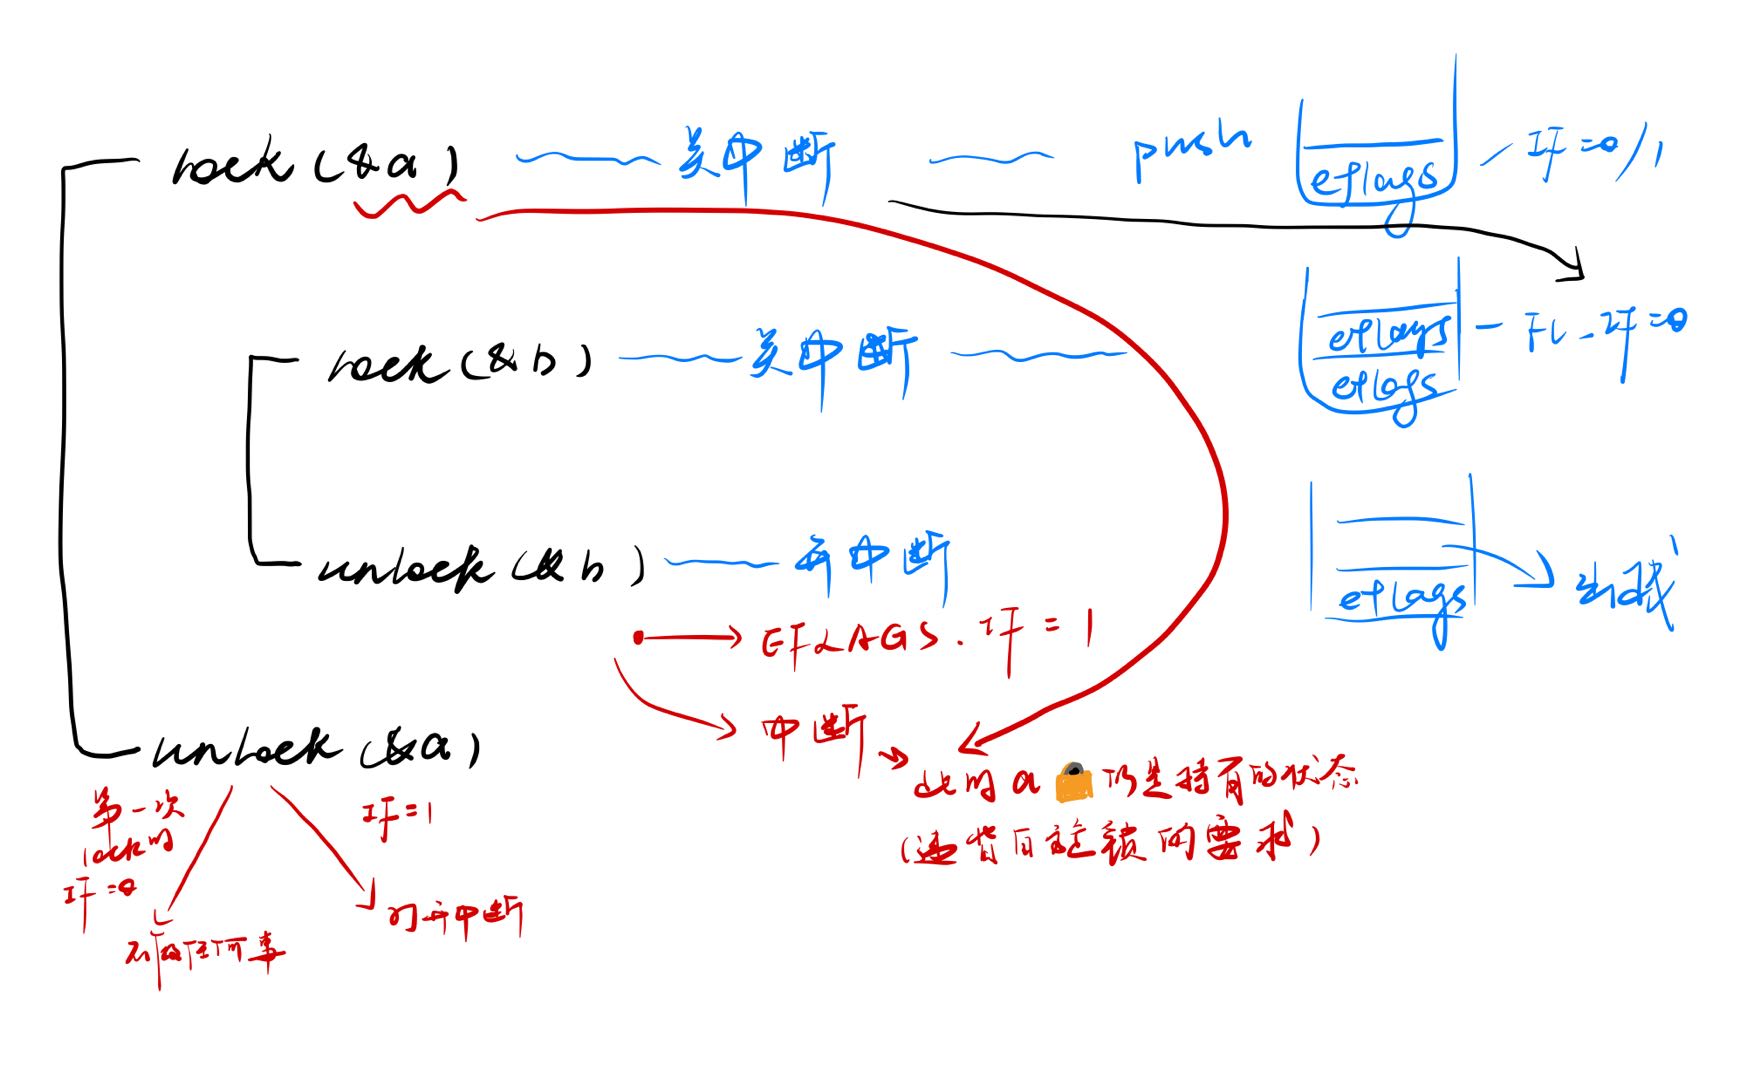 lock (&a) 关中断 push eflags IF=0/1
lock (&b) 关中断 eflags FL_IF=0
eflags
unlock (&b) 开中断 eflags 出栈
EFLAGS.IF = 1
中断
unlock (&a)
此时 a 🔒 仍是持有的状态
(违背自旋锁的要求)
第一次
lock时
IF=0
IF=1
不做任何事
打开中断